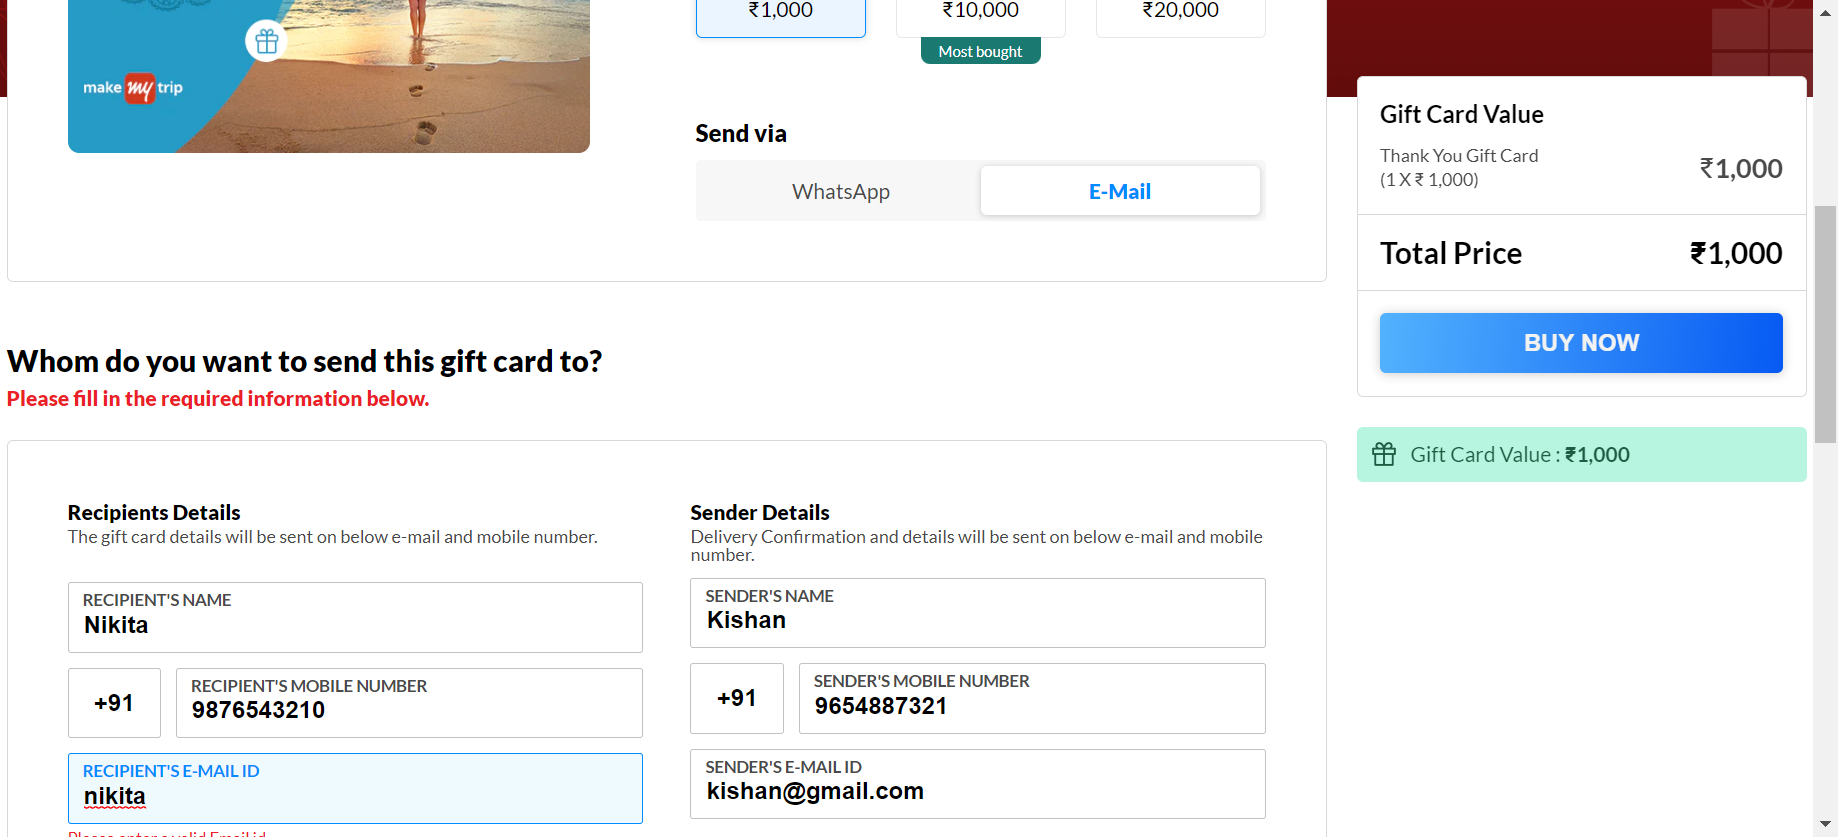 make my trip
₹1,000
₹10,000
₹20,000
Most bought
Send via
WhatsApp
E-Mail
Gift Card Value
Thank You Gift Card
(1 X ₹ 1,000)
₹1,000
Total Price
₹1,000
BUY NOW
Gift Card Value : ₹1,000
Whom do you want to send this gift card to?
Please fill in the required information below.
Recipients Details
The gift card details will be sent on below e-mail and mobile number.
RECIPIENT'S NAME
Nikita
+91
RECIPIENT'S MOBILE NUMBER
9876543210
RECIPIENT'S E-MAIL ID
nikita
Please enter a valid Email id
Sender Details
Delivery Confirmation and details will be sent on below e-mail and mobile
number.
SENDER'S NAME
Kishan
+91
SENDER'S MOBILE NUMBER
9654887321
SENDER'S E-MAIL ID
kishan@gmail.com